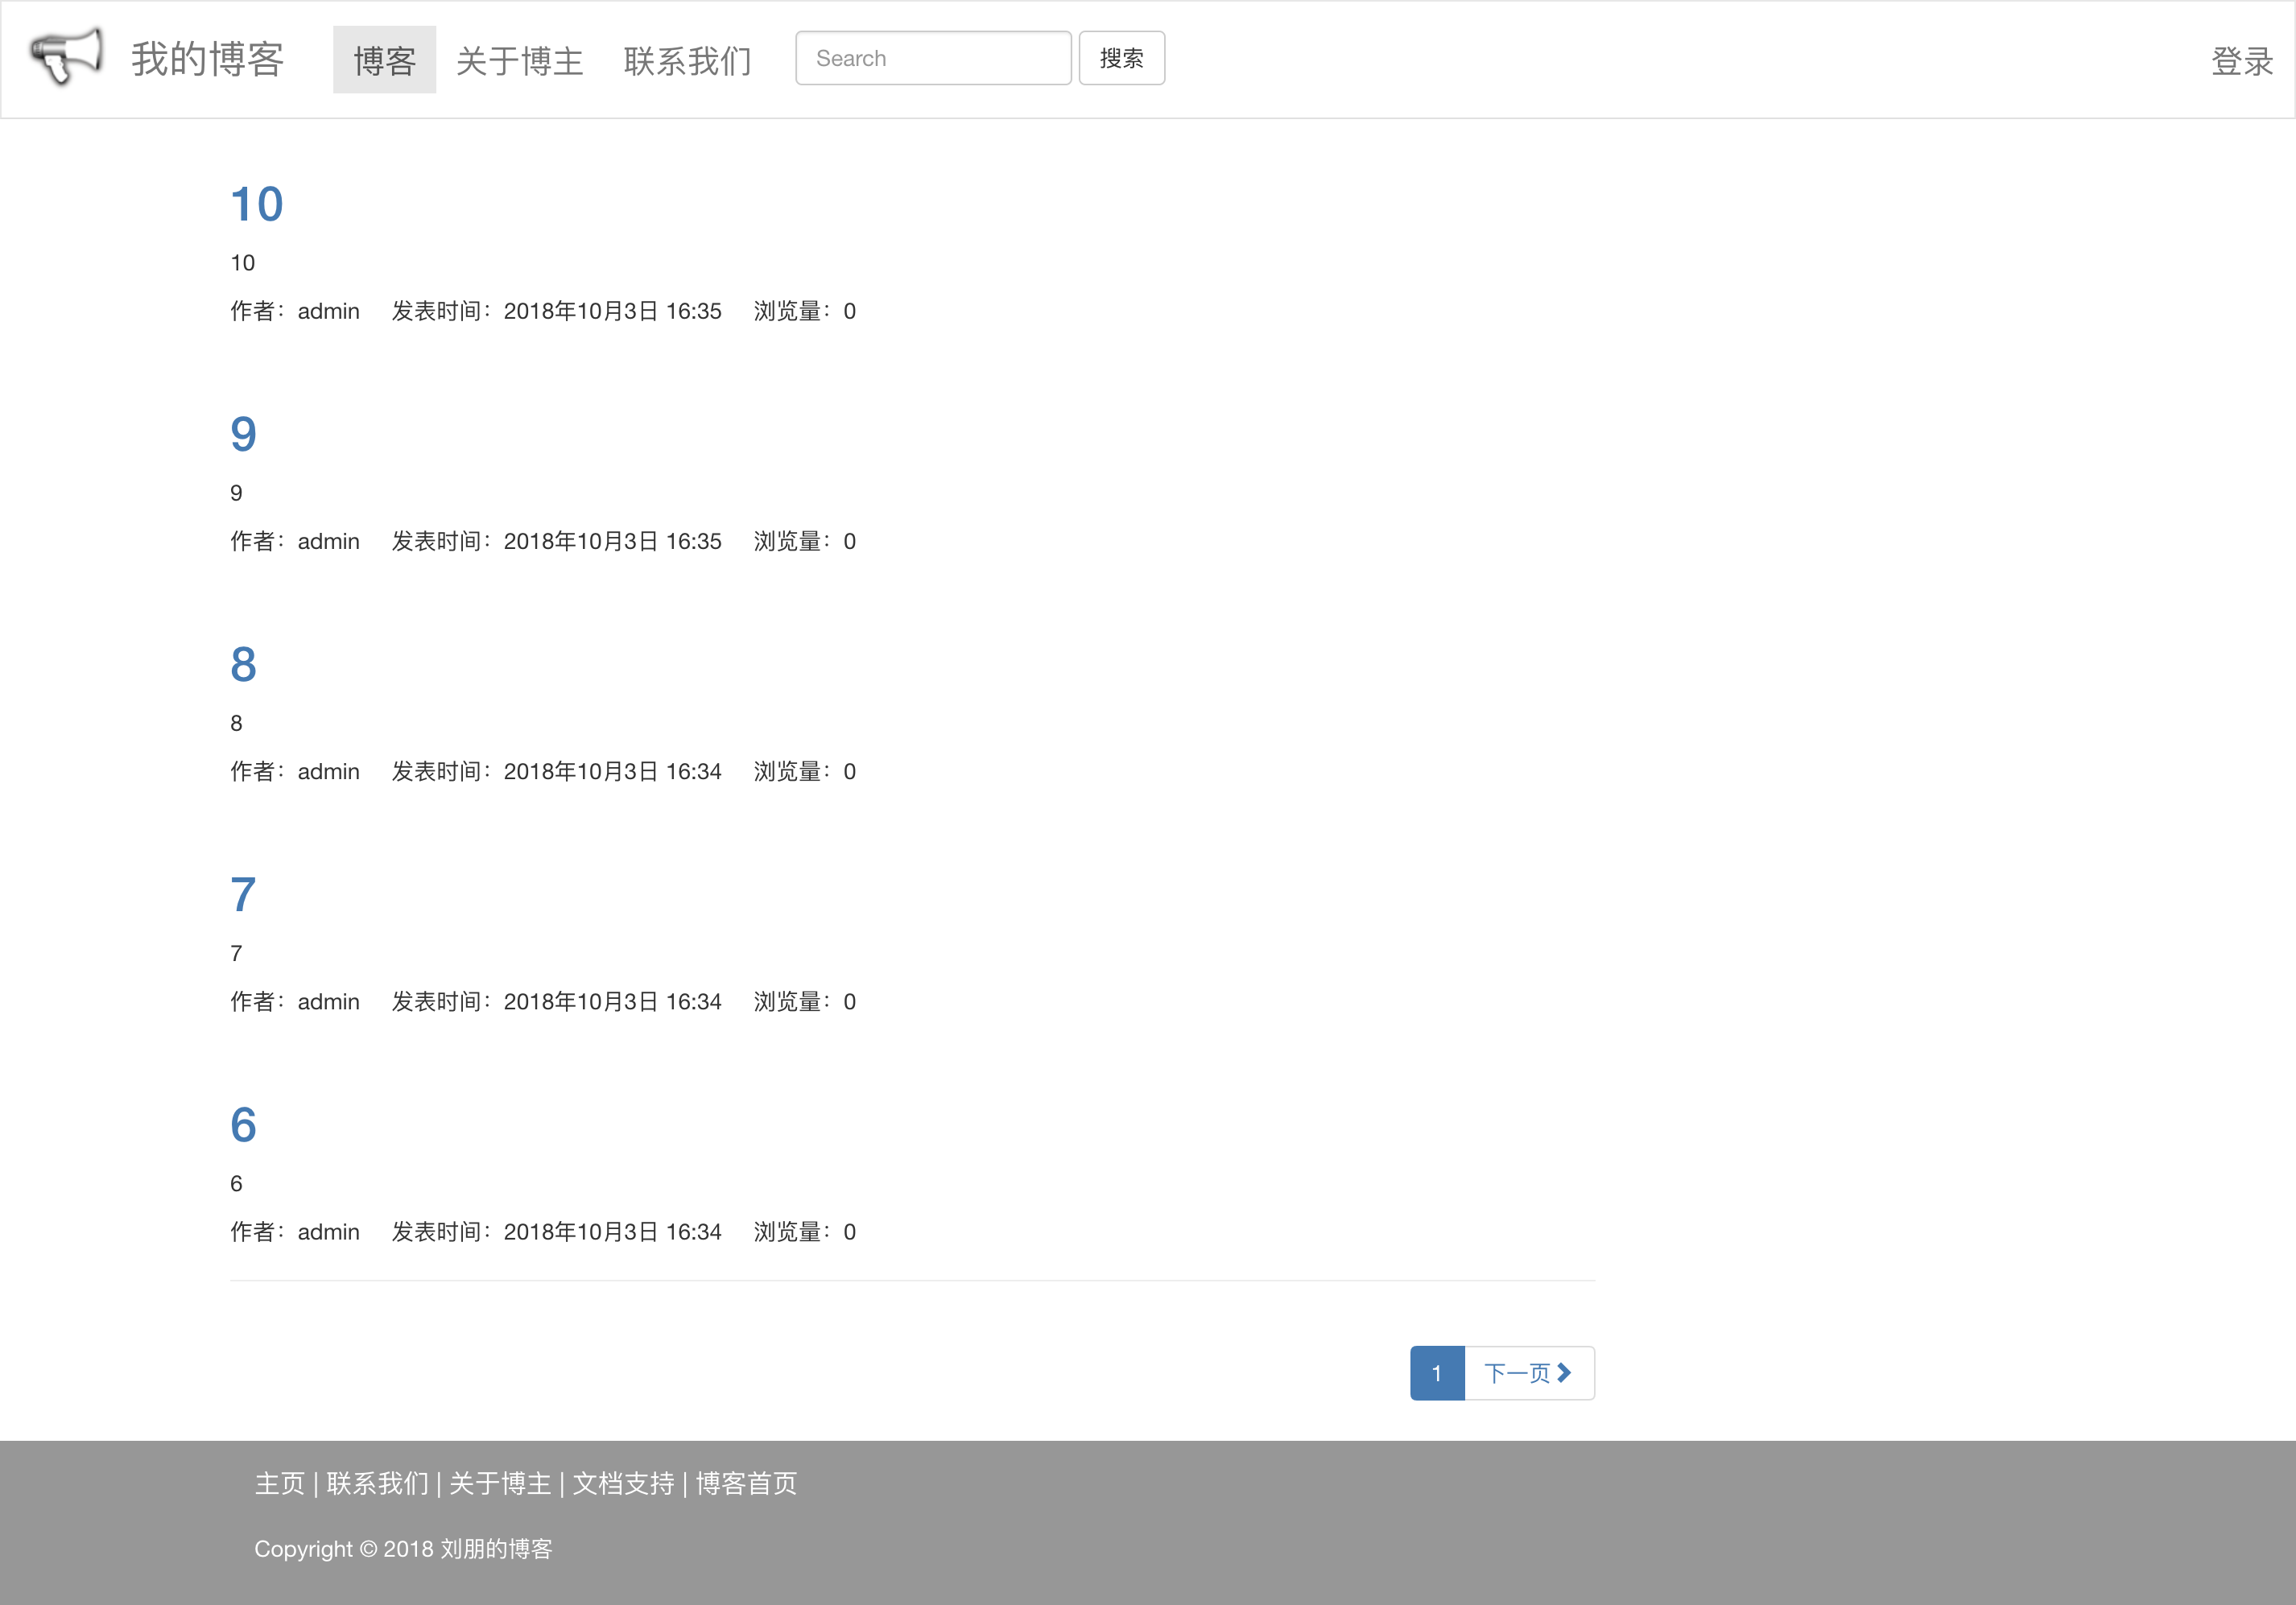 我的博客 博客 关于博主 联系我们 Search 搜索 登录
10
10
作者：admin 发表时间：2018年10月3日 16:35 浏览量：0
9
9
作者：admin 发表时间：2018年10月3日 16:35 浏览量：0
8
8
作者：admin 发表时间：2018年10月3日 16:34 浏览量：0
7
7
作者：admin 发表时间：2018年10月3日 16:34 浏览量：0
6
6
作者：admin 发表时间：2018年10月3日 16:34 浏览量：0
1 下一页
主页 | 联系我们 | 关于博主 | 文档支持 | 博客首页
Copyright © 2018 刘朋的博客